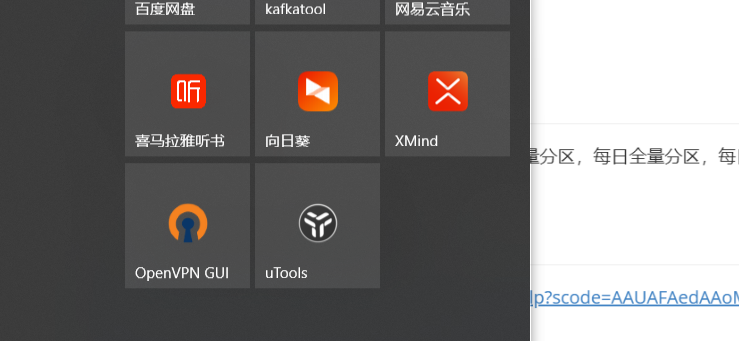 百度网盘
kafkatool
网易云音乐
听
喜马拉雅听书
向日葵
XMind
量分区，每日全量分区，每
OpenVPN GUI
uTools
lp?scode=AAUAFAedAAoM